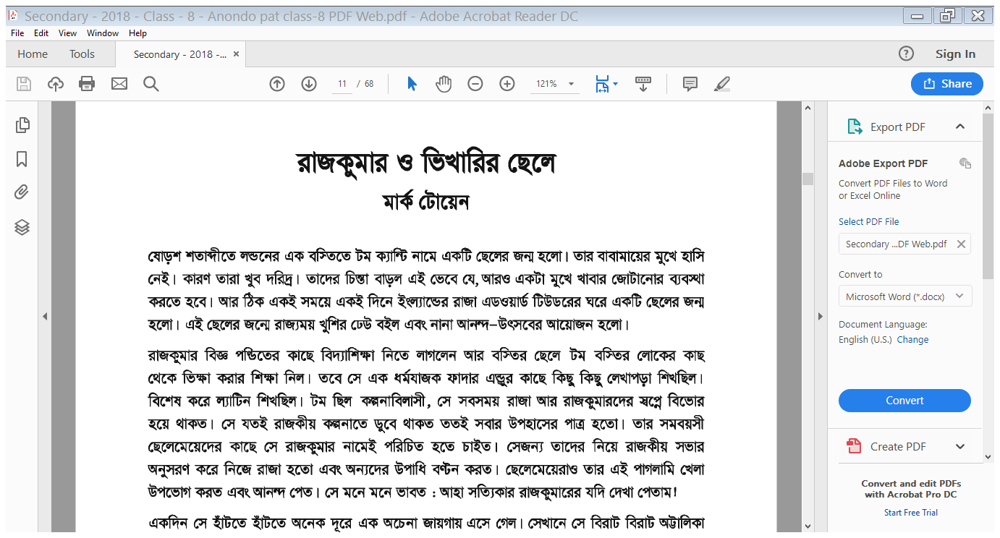 Secondary - 2018 - Class - 8 - Anondo pat class-8 PDF Web.pdf - Adobe Acrobat Reader DC
File Edit View Window Help
Home Tools Secondary - 2018 -... × Sign In
11 / 68 121% Share
রাজকুমার ও ভিখারির ছেলে
মার্ক টোয়েন
ষোড়শ শতাব্দীতে লন্ডনের এক বস্তিতে টম ক্যান্টি নামে একটি ছেলের জন্ম হলো। তার বাবামায়ের মুখে হাসি
নেই। কারণ তারা খুব দরিদ্র। তাদের চিন্তা বাড়ল এই ভেবে যে, আরও একটা মুখে খাবার জোটানোর ব্যবস্থা
করতে হবে। আর ঠিক একই সময়ে একই দিনে ইংল্যান্ডের রাজা এডওয়ার্ড টিউডরের ঘরে একটি ছেলের জন্ম
হলো। এই ছেলের জন্মে রাজ্যময় খুশির ঢেউ বইল এবং নানা আনন্দ-উৎসবের আয়োজন হলো।
রাজকুমার বিজ্ঞ পন্ডিতের কাছে বিদ্যাশিক্ষা নিতে লাগলেন আর বস্তির ছেলে টম বস্তির লোকের কাছ
থেকে ভিক্ষা করার শিক্ষা নিল। তবে সে এক ধর্মযাজক ফাদার এন্ড্রুর কাছে কিছু কিছু লেখাপড়া শিখছিল।
বিশেষ করে ল্যাটিন শিখছিল। টম ছিল কল্পনাবিলাসী, সে সবসময় রাজা আর রাজকুমারদের স্বপ্নে বিভোর
হয়ে থাকত। সে যতই রাজকীয় কল্পনাতে ডুবে থাকত ততই সবার উপহাসের পাত্র হতো। তার সমবয়সী
ছেলেমেয়েদের কাছে সে রাজকুমার নামেই পরিচিত হতে চাইত। সেজন্য তাদের নিয়ে রাজকীয় সভার
অনুসরণ করে নিজে রাজা হতো এবং অন্যদের উপাধি বণ্টন করত। ছেলেমেয়েরাও তার এই পাগলামি খেলা
উপভোগ করত এবং আনন্দ পেত। সে মনে মনে ভাবত : আহা সত্যিকার রাজকুমারের যদি দেখা পেতাম!
একদিন সে হাঁটতে হাঁটতে অনেক দূরে এক অচেনা জায়গায় এসে গেল। সেখানে সে বিরাট বিরাট অট্টালিকা
Export PDF
Adobe Export PDF
Convert PDF Files to Word
or Excel Online
Select PDF File
Secondary ...DF Web.pdf
Convert to
Microsoft Word (*.docx)
Document Language:
English (U.S.) Change
Convert
Create PDF
Convert and edit PDFs
with Acrobat Pro DC
Start Free Trial